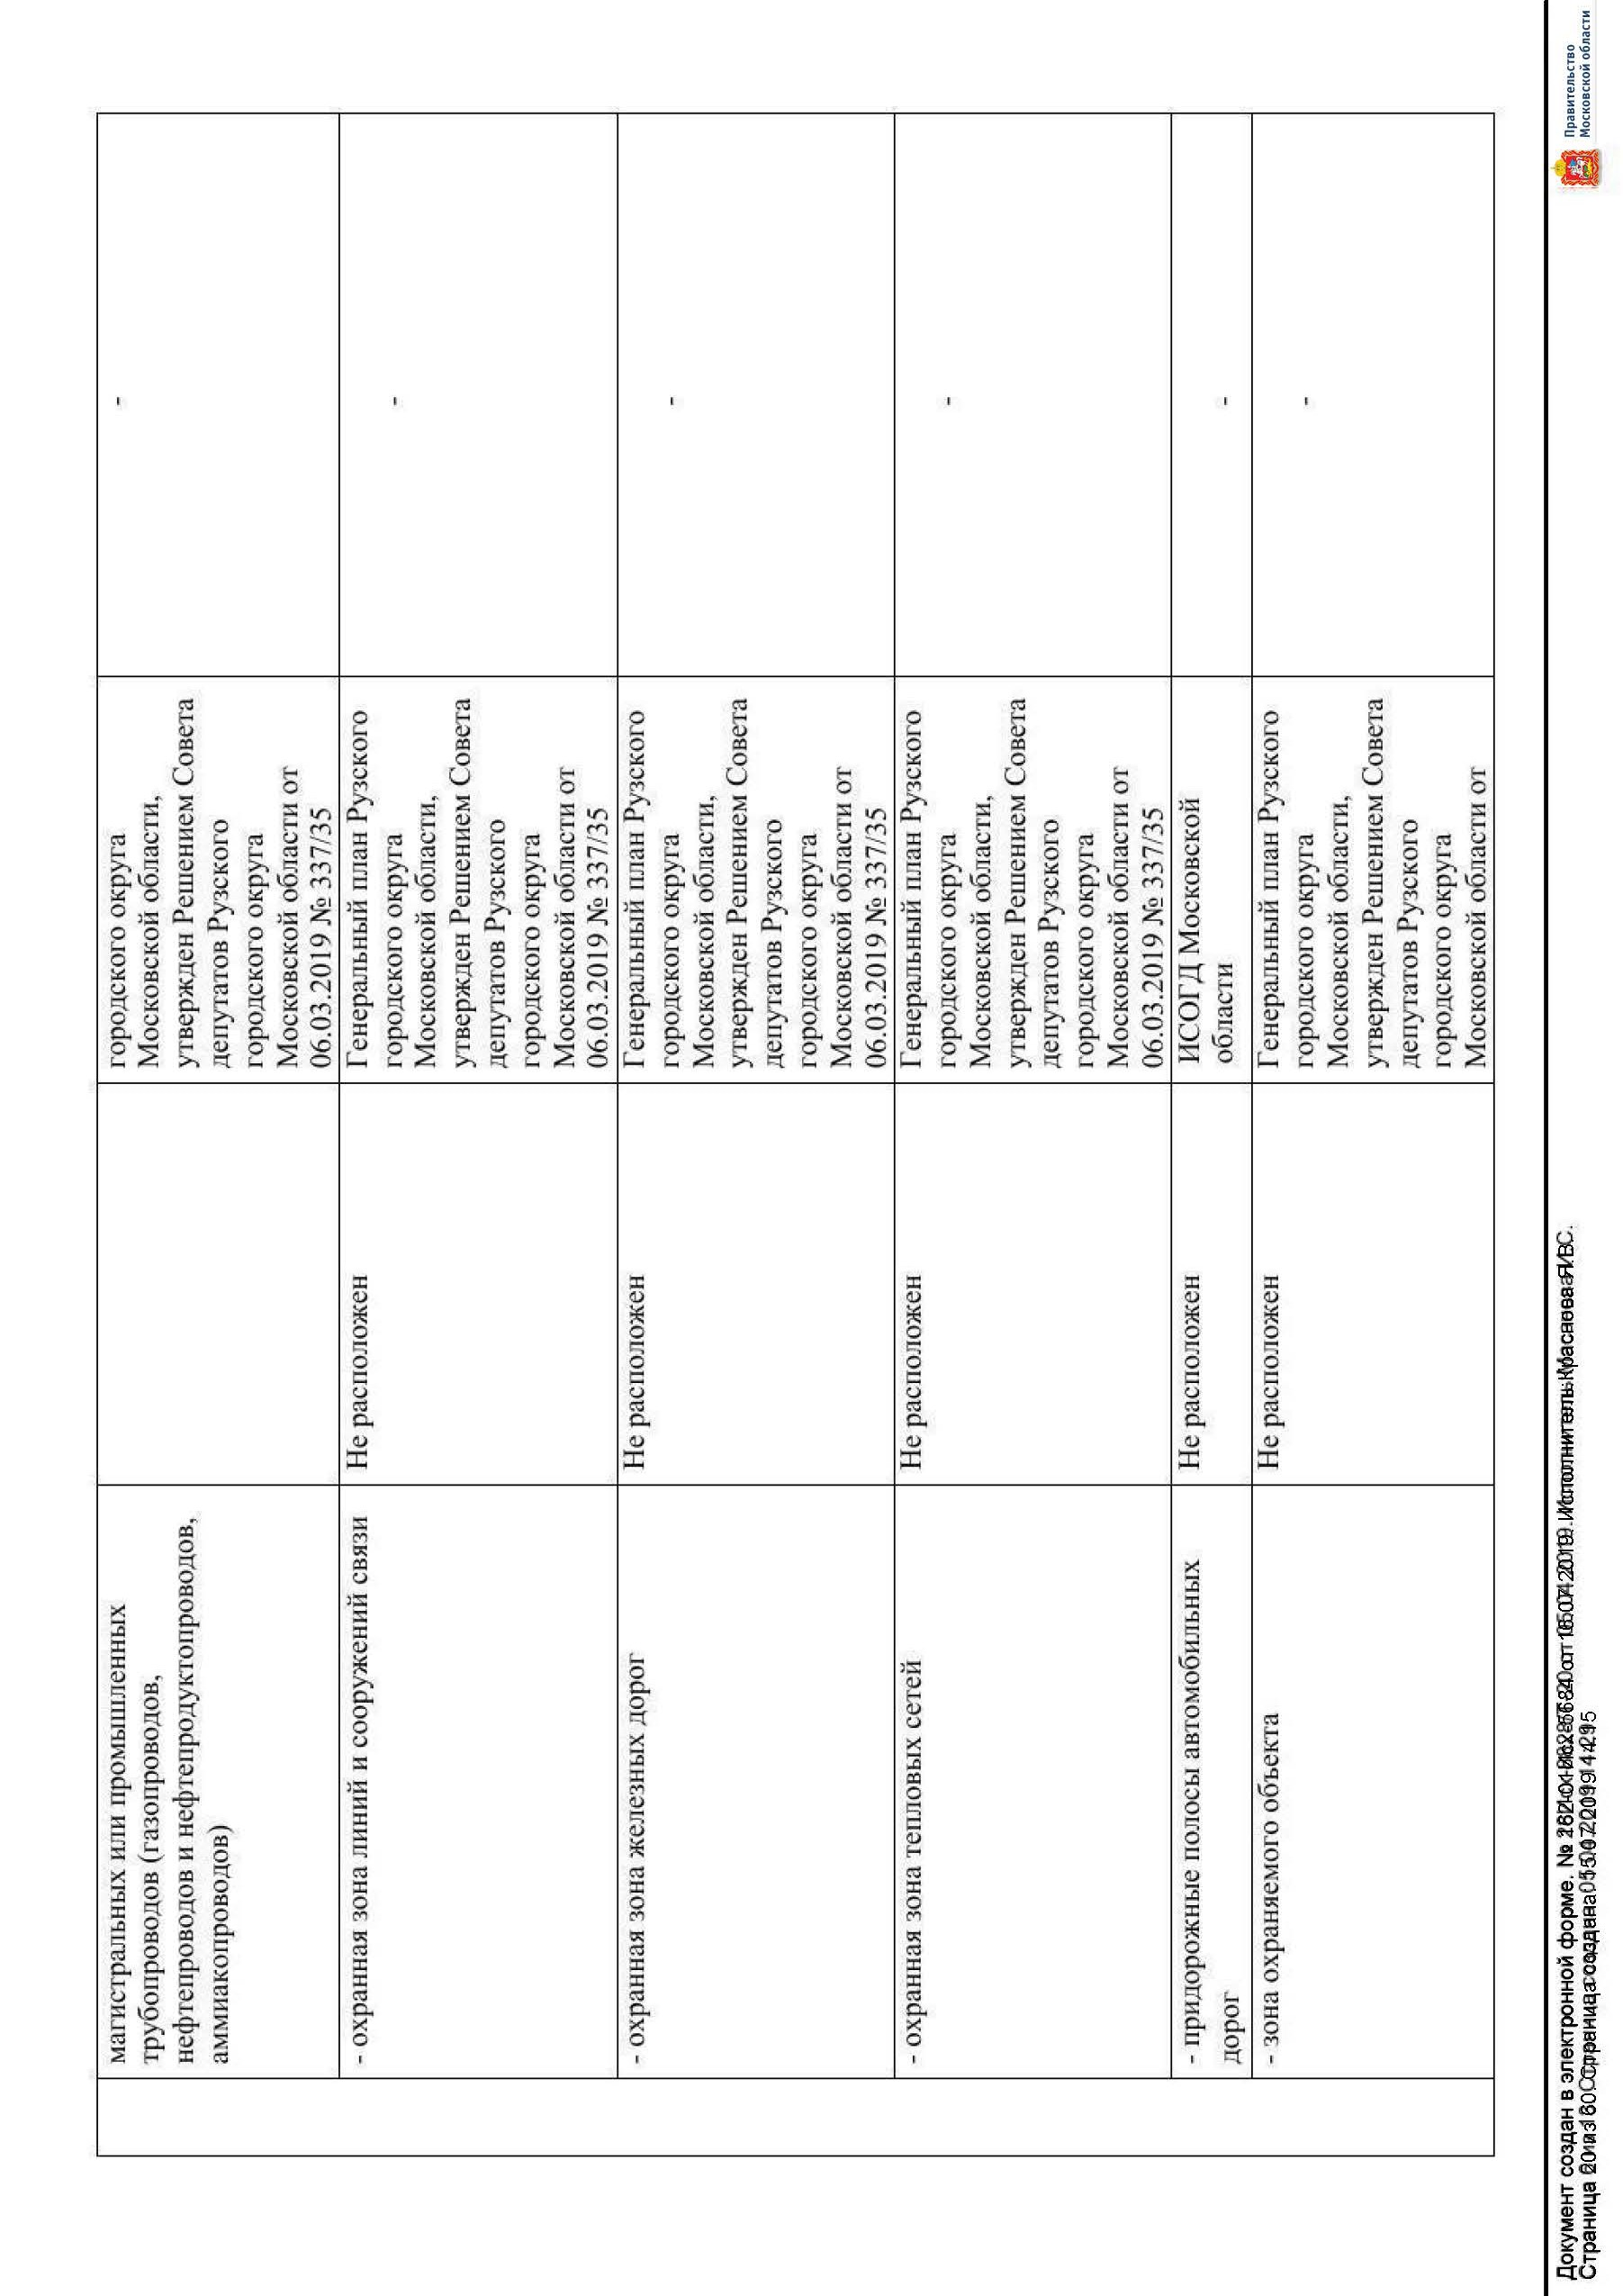 магистральных или промышленных
трубопроводов (газопроводов,
нефтепроводов и нефтепродуктопроводов,
аммиакопроводов)
городского округа
Московской области,
утвержден Решением Совета
депутатов Рузского
городского округа
Московской области от
06.03.2019 № 337/35
-
- охранная зона линий и сооружений связи
Не расположен
Генеральный план Рузского
городского округа
Московской области,
утвержден Решением Совета
депутатов Рузского
городского округа
Московской области от
06.03.2019 № 337/35
-
- охранная зона железных дорог
Не расположен
Генеральный план Рузского
городского округа
Московской области,
утвержден Решением Совета
депутатов Рузского
городского округа
Московской области от
06.03.2019 № 337/35
-
- охранная зона тепловых сетей
Не расположен
Генеральный план Рузского
городского округа
Московской области,
утвержден Решением Совета
депутатов Рузского
городского округа
Московской области от
06.03.2019 № 337/35
-
- придорожные полосы автомобильных
дорог
Не расположен
ИСОГД Московской
области
-
- зона охраняемого объекта
Не расположен
Генеральный план Рузского
городского округа
Московской области,
утвержден Решением Совета
депутатов Рузского
городского округа
Московской области от
-
Документ создан в электронной форме. №
Страница
Правительство
Московской области